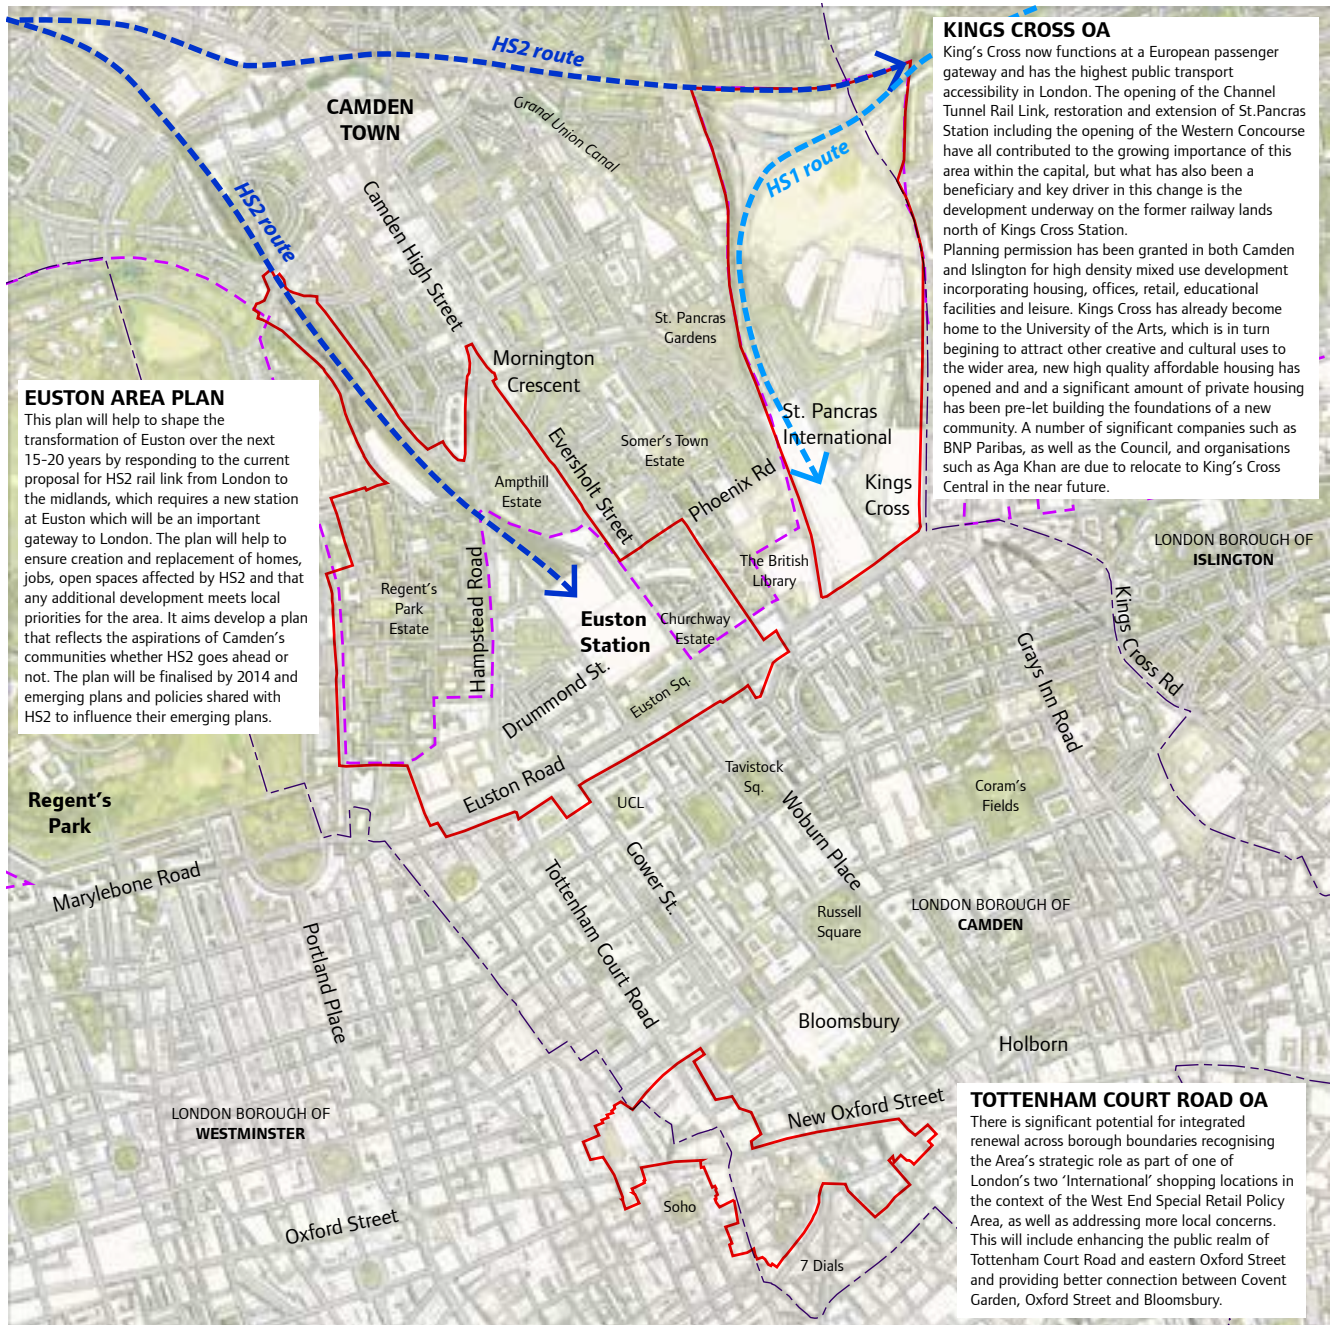 HS2 route
KINGS CROSS OA
King's Cross now functions at a European passenger
gateway and has the highest public transport
accessibility in London. The opening of the Channel
Tunnel Rail Link, restoration and extension of St.Pancras
Station including the opening of the Western Concourse
have all contributed to the growing importance of this
area within the capital, but what has also been a
beneficiary and key driver in this change is the
development underway on the former railway lands
north of Kings Cross Station.
Planning permission has been granted in both Camden
and Islington for high density mixed use development
incorporating housing, offices, retail, educational
facilities and leisure. Kings Cross has already become
home to the University of the Arts, which is in turn
begining to attract other creative and cultural uses to
the wider area, new high quality affordable housing has
opened and and a significant amount of private housing
has been pre-let building the foundations of a new
community. A number of significant companies such as
BNP Paribas, as well as the Council, and organisations
such as Aga Khan are due to relocate to King's Cross
Central in the near future.
CAMDEN
TOWN
Grand Union Canal
HS1 route
HS2 route
Camden High Street
St. Pancras
Gardens
Mornington
Crescent
EUSTON AREA PLAN
This plan will help to shape the
transformation of Euston over the next
15-20 years by responding to the current
proposal for HS2 rail link from London to
the midlands, which requires a new station
at Euston which will be an important
gateway to London. The plan will help to
ensure creation and replacement of homes,
jobs, open spaces affected by HS2 and that
any additional development meets local
priorities for the area. It aims develop a plan
that reflects the aspirations of Camden's
communities whether HS2 goes ahead or
not. The plan will be finalised by 2014 and
emerging plans and policies shared with
HS2 to influence their emerging plans.
St. Pancras
International
Somer's Town
Estate
Eversholt Street
Ampthill
Estate
Phoenix Rd
Kings
Cross
LONDON BOROUGH OF
ISLINGTON
The British
Library
Hampstead Road
Regent's
Park
Estate
Euston
Station
Churchway
Estate
Kings Cross Rd
Grays Inn Road
Drummond St.
Euston Sq.
Euston Road
Tavistock
Sq.
UCL
Woburn Place
Coram's
Fields
Regent's
Park
Marylebone Road
Gower St.
Tottenham Court Road
Russell
Square
LONDON BOROUGH OF
CAMDEN
Portland Place
Bloomsbury
Holborn
LONDON BOROUGH OF
WESTMINSTER
New Oxford Street
TOTTENHAM COURT ROAD OA
There is significant potential for integrated
renewal across borough boundaries recognising
the Area's strategic role as part of one of
London's two 'International' shopping locations in
the context of the West End Special Retail Policy
Area, as well as addressing more local concerns.
This will include enhancing the public realm of
Tottenham Court Road and eastern Oxford Street
and providing better connection between Covent
Garden, Oxford Street and Bloomsbury.
Soho
Oxford Street
7 Dials